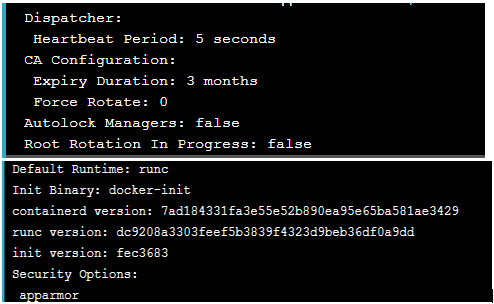 Dispatcher:
Heartbeat Period: 5 seconds
CA Configuration:
Expiry Duration: 3 months
Force Rotate: 0
Autolock Managers: false
Root Rotation In Progress: false
Default Runtime: runc
Init Binary: docker-init
containerd version: 7ad184331fa3e55e52b890ea95e65ba581ae3429
runc version: dc9208a3303feef5b3839f4323d9beb36df0a9dd
init version: fec3683
Security Options:
apparmor